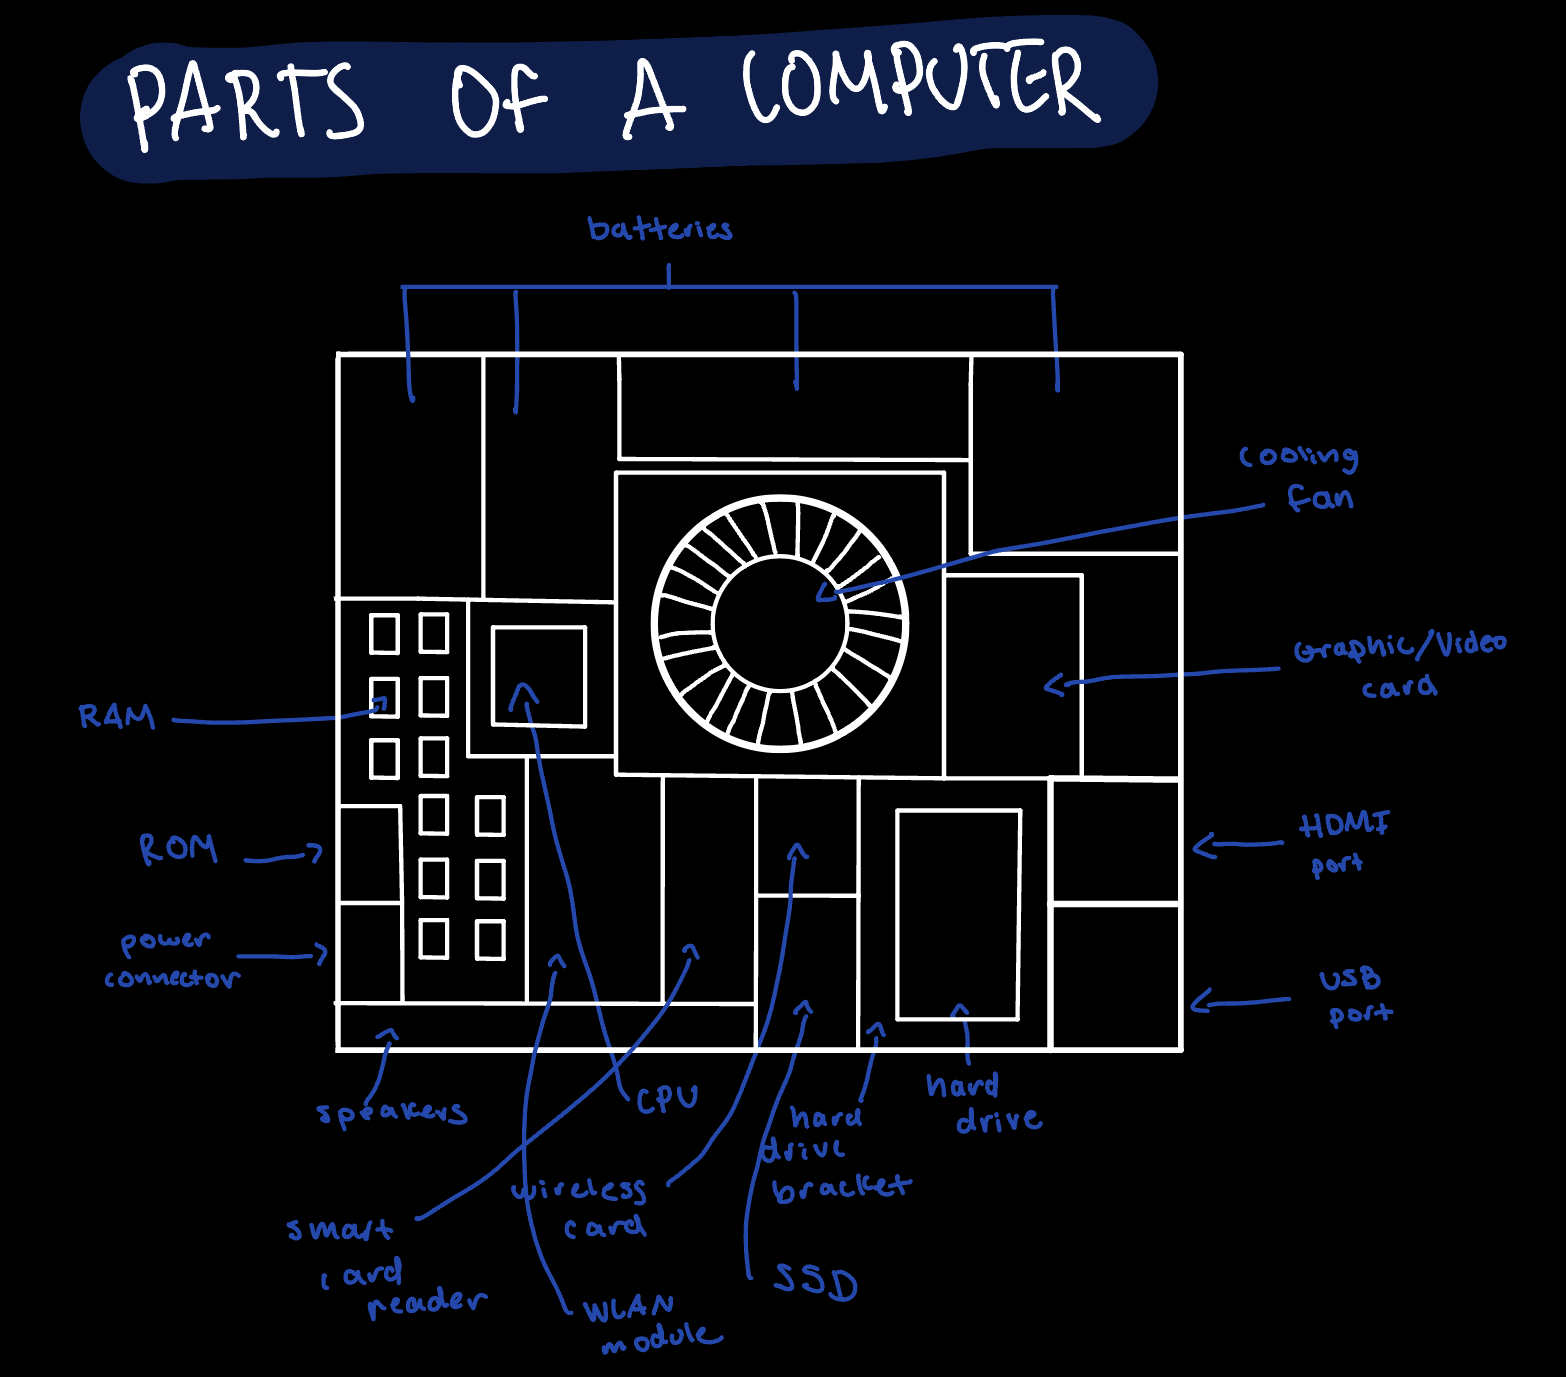 PARTS OF A COMPUTER
batteries
cooling
fan
Graphic/Video
card
RAM
ROM
HDMI
port
power
connector
USB
port
speakers
CPU
hard
drive
hard
drive
bracket
wireless
card
smart
card
reader
SSD
WLAN
module